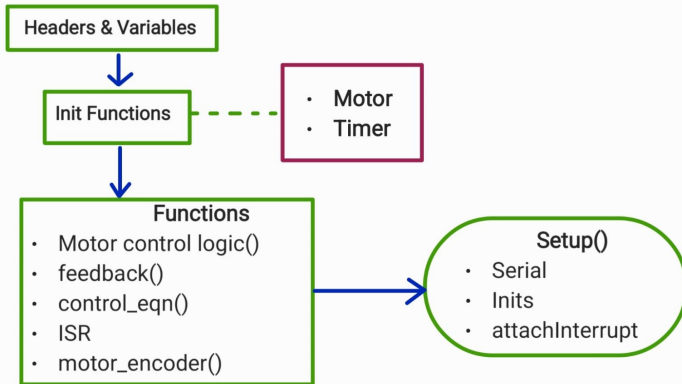 Headers & Variables
Init Functions
• Motor
• Timer
Functions
• Motor control logic()
• feedback()
• control_eqn()
• ISR
• motor_encoder()
Setup()
• Serial
• Inits
• attachInterrupt